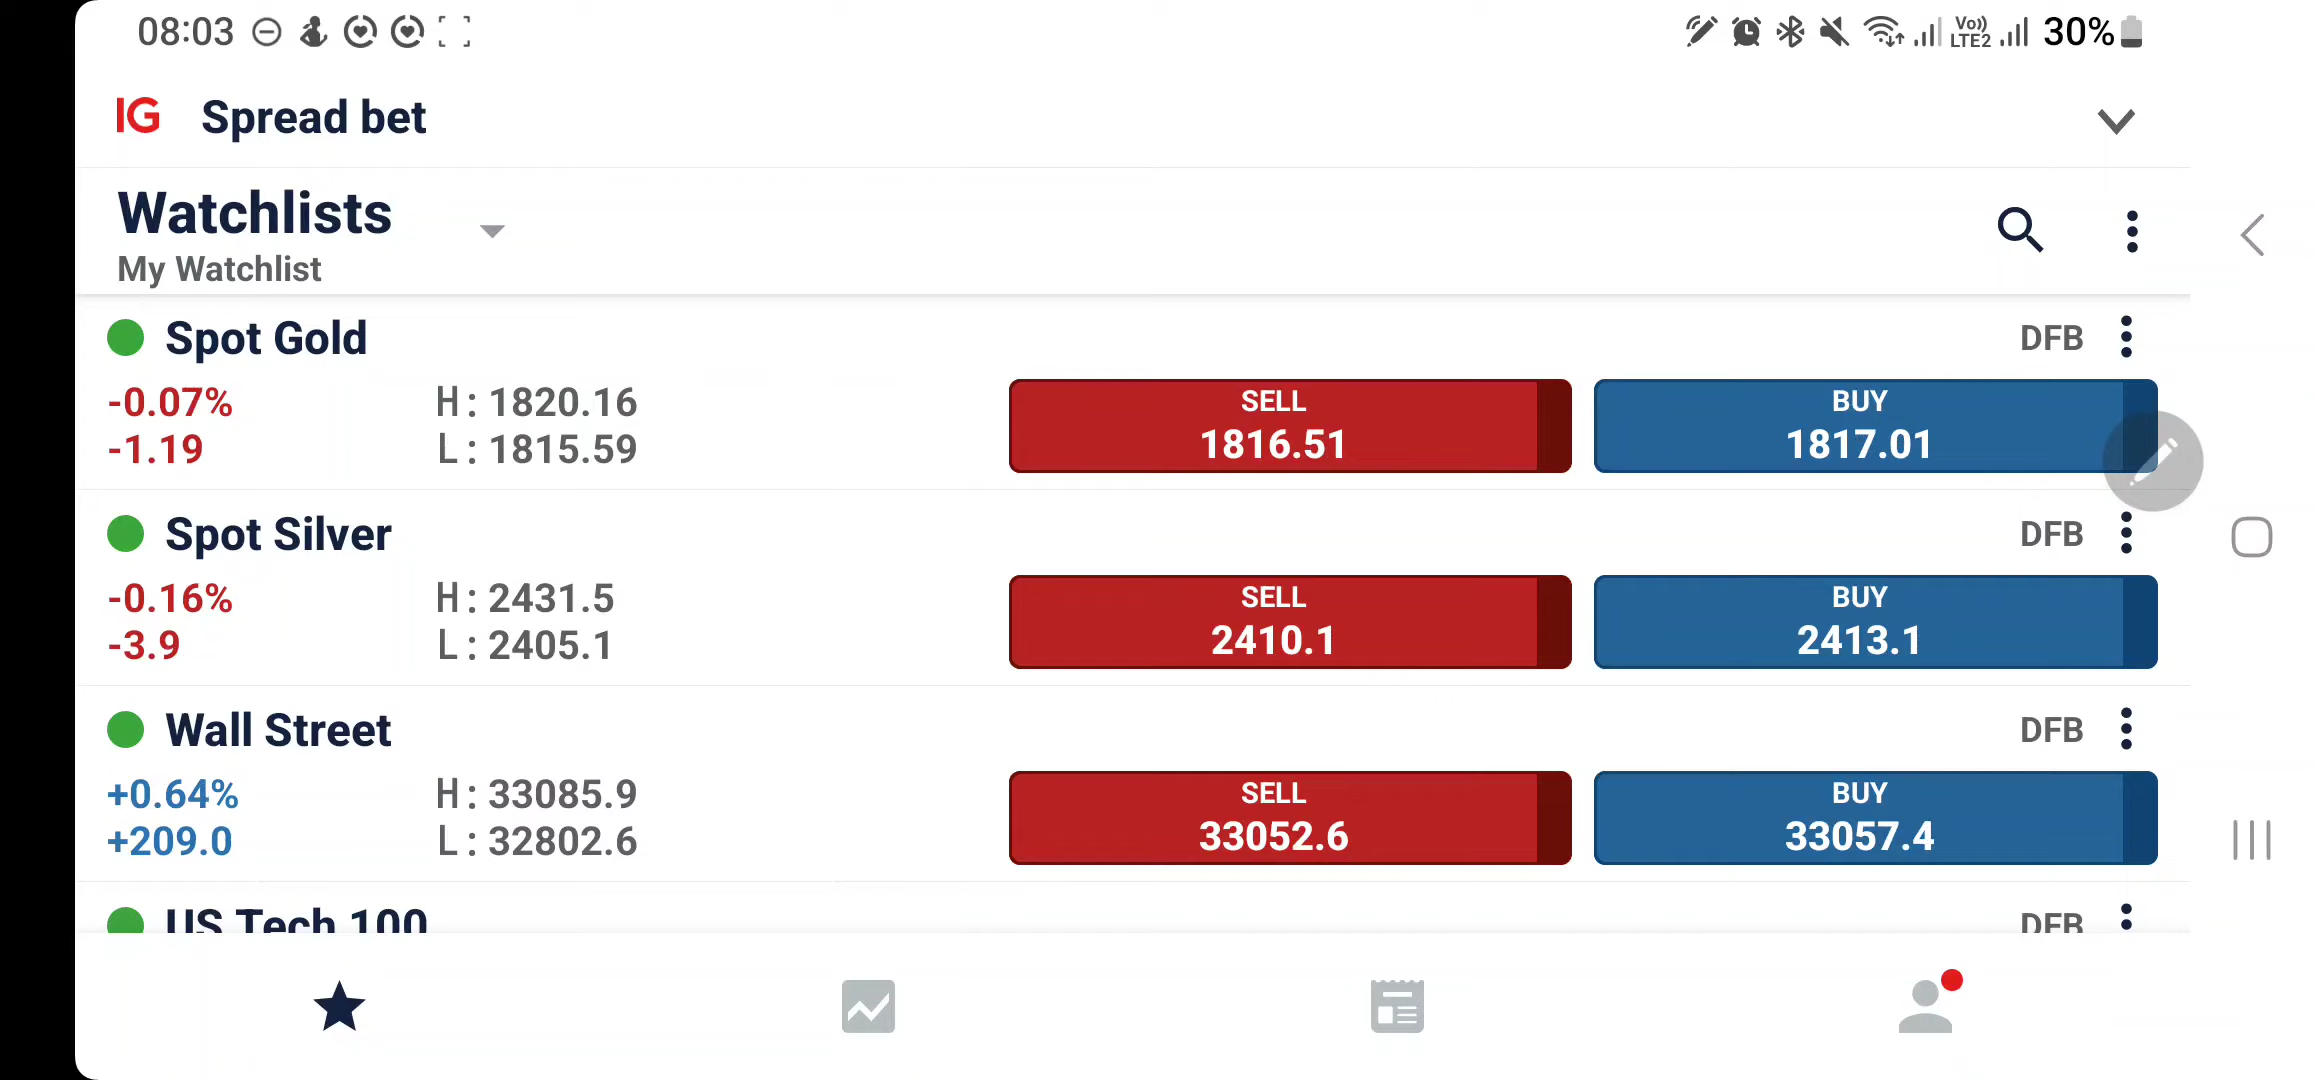 08:03
Vo)) LTE2 30%
IG Spread bet
Watchlists
My Watchlist
Spot Gold DFB
-0.07% H: 1820.16
-1.19 L: 1815.59
SELL 1816.51
BUY 1817.01
Spot Silver DFB
-0.16% H: 2431.5
-3.9 L: 2405.1
SELL 2410.1
BUY 2413.1
Wall Street DFB
+0.64% H: 33085.9
+209.0 L: 32802.6
SELL 33052.6
BUY 33057.4
US Tech 100 DFB